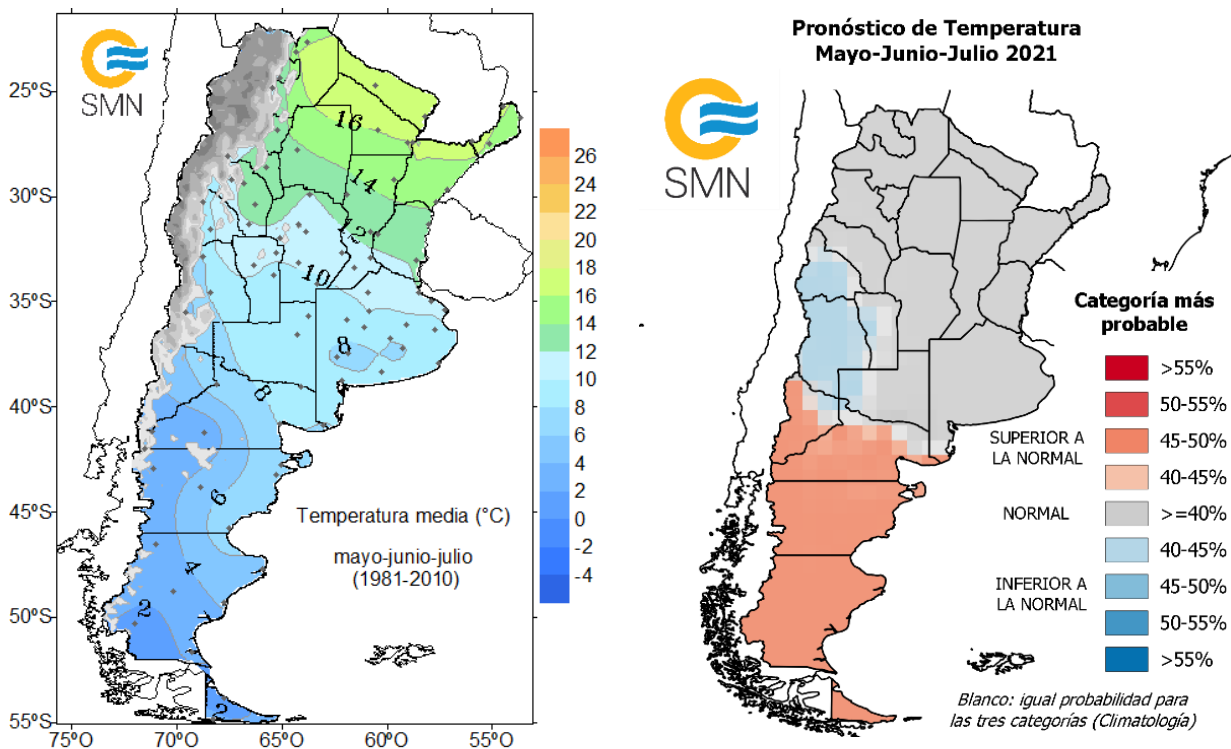 SMN
25ºS
30ºS
35ºS
40ºS
45ºS
50ºS
55ºS
75ºO
70ºO
65ºO
60ºO
55ºO
16
14
12
10
8
8
6
4
2
2
Temperatura media (°C)
mayo-junio-julio
(1981-2010)
26
24
22
20
18
16
14
12
10
8
6
4
2
0
-2
-4
Pronóstico de Temperatura
Mayo-Junio-Julio 2021
SMN
Categoría más
probable
>55%
50-55%
SUPERIOR A
LA NORMAL
45-50%
40-45%
NORMAL
>=40%
40-45%
INFERIOR A
LA NORMAL
45-50%
50-55%
>55%
Blanco: igual probabilidad para
las tres categorías (Climatología)